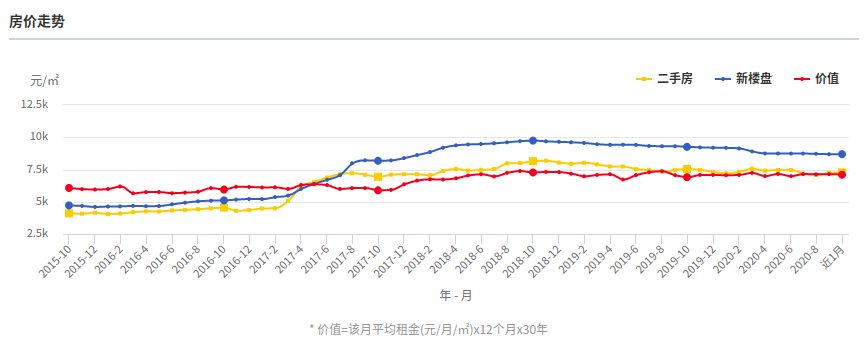 房价走势
元/㎡
二手房 新楼盘 价值
12.5k
10k
7.5k
5k
2.5k
2015-10 2015-12 2016-2 2016-4 2016-6 2016-8 2016-10 2016-12 2017-2 2017-4 2017-6 2017-8 2017-10 2017-12 2018-2 2018-4 2018-6 2018-8 2018-10 2018-12 2019-2 2019-4 2019-6 2019-8 2019-10 2019-12 2020-2 2020-4 2020-6 2020-8 近1月
年 - 月
* 价值=该月平均租金(元/月/㎡)x12个月x30年